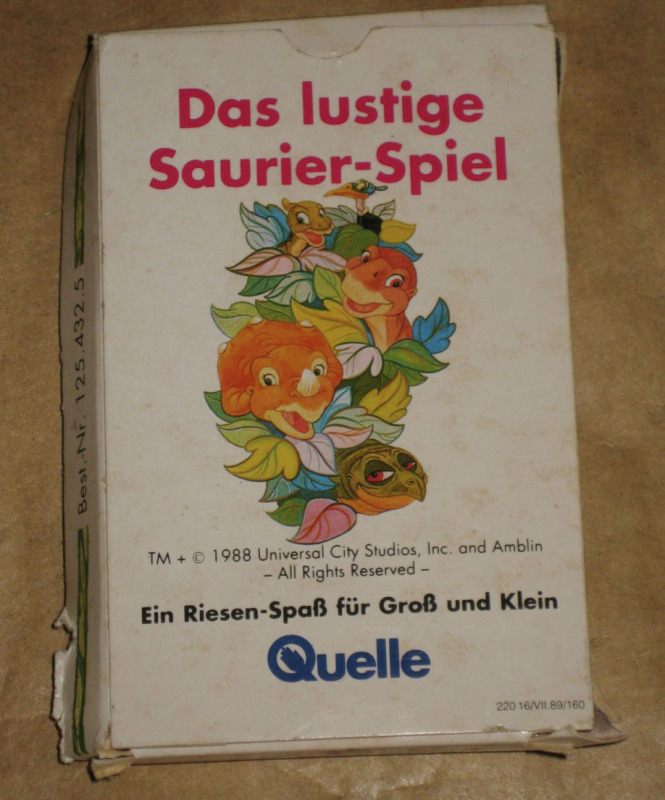 Das lustige
Saurier-Spiel
TM + © 1988 Universal City Studios, Inc. and Amblin
– All Rights Reserved –
Ein Riesen-Spaß für Groß und Klein
Quelle
220 16/VII.89/160
Best.-Nr. 125.432.5